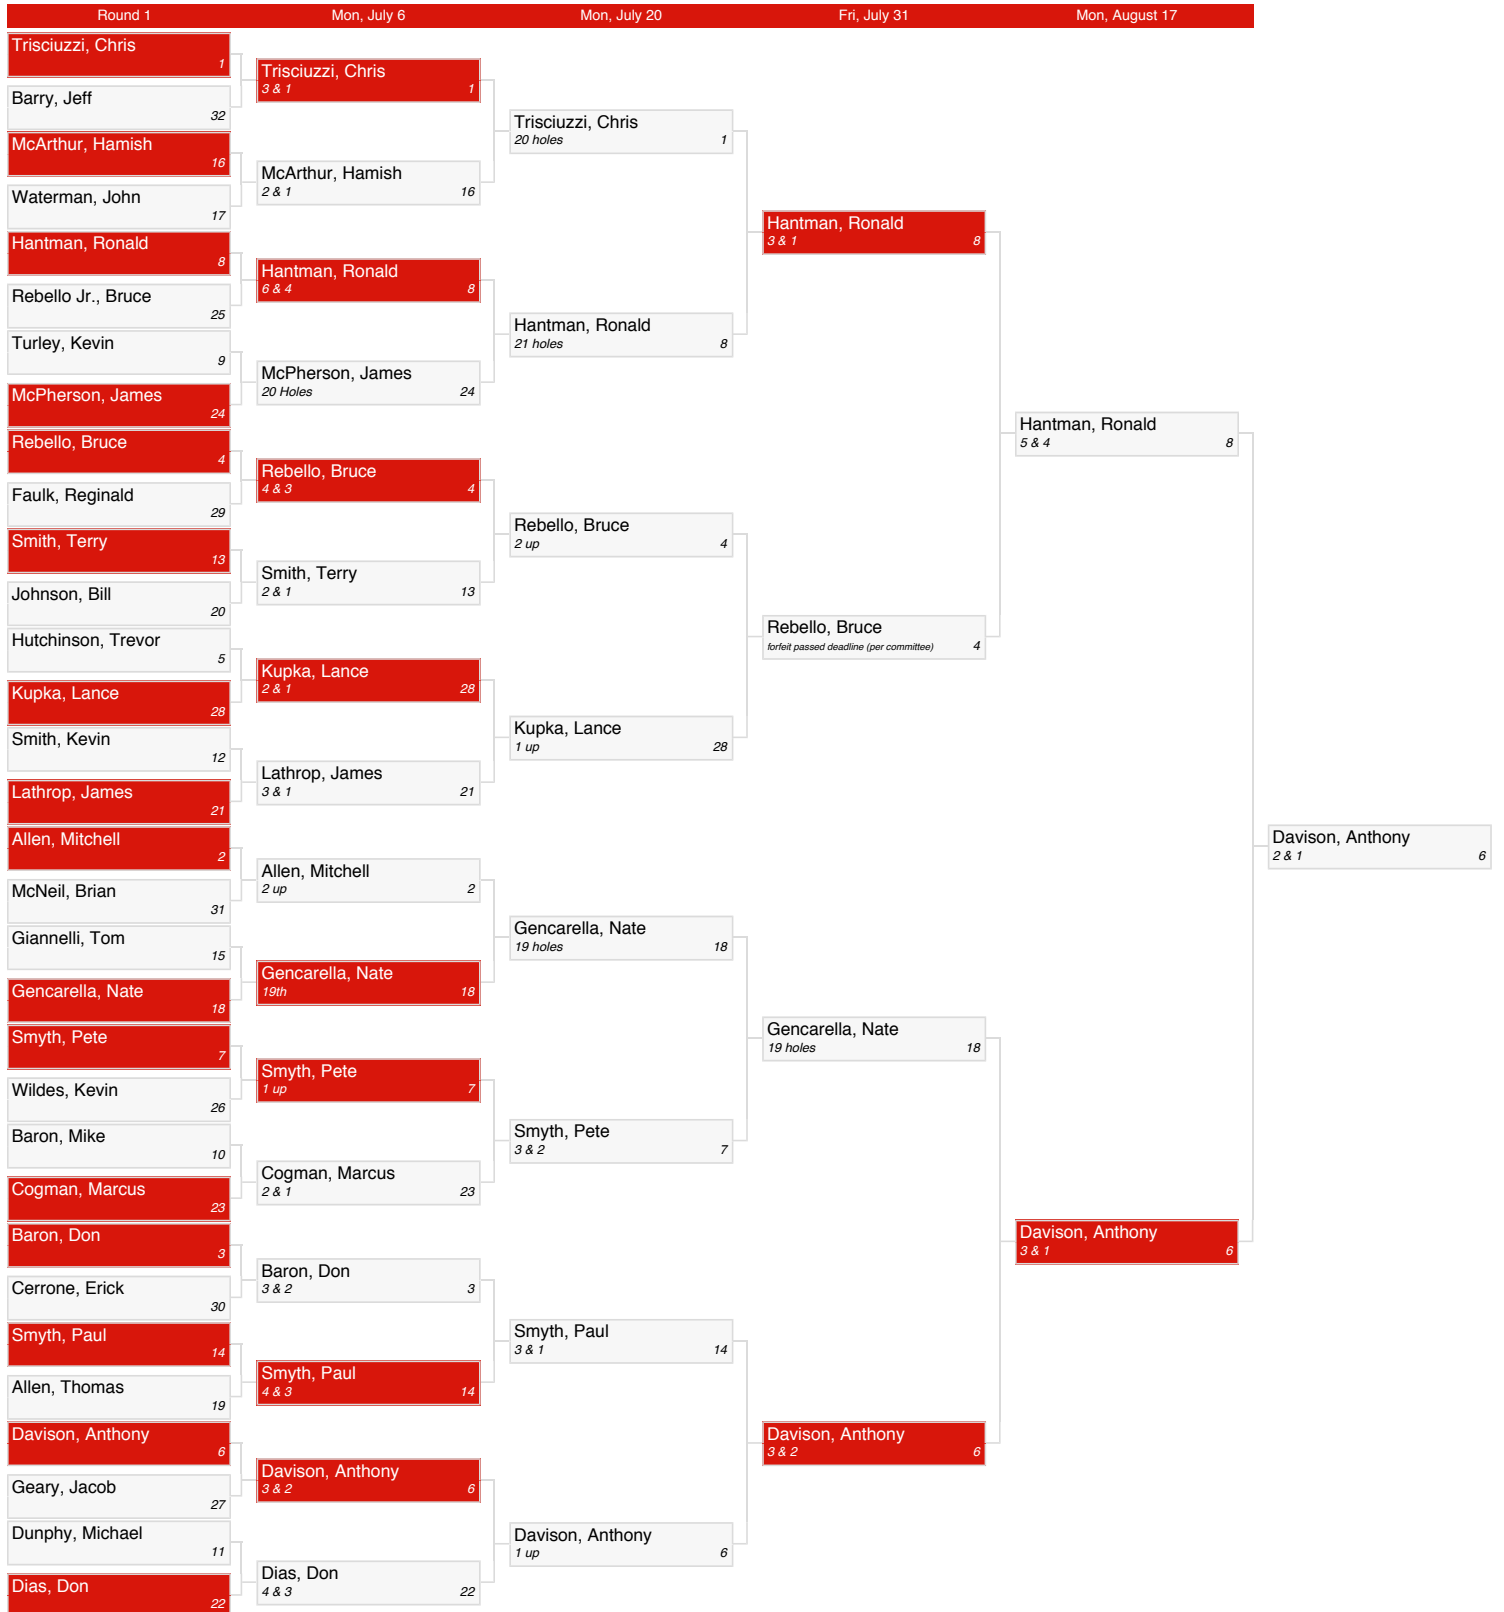 Round 1
Mon, July 6
Mon, July 20
Fri, July 31
Mon, August 17
Trisciuzzi, Chris
1
Barry, Jeff
32
McArthur, Hamish
16
Waterman, John
17
Hantman, Ronald
8
Rebello Jr., Bruce
25
Turley, Kevin
9
McPherson, James
24
Rebello, Bruce
4
Faulk, Reginald
29
Smith, Terry
13
Johnson, Bill
20
Hutchinson, Trevor
5
Kupka, Lance
28
Smith, Kevin
12
Lathrop, James
21
Allen, Mitchell
2
McNeil, Brian
31
Giannelli, Tom
15
Gencarella, Nate
18
Smyth, Pete
7
Wildes, Kevin
26
Baron, Mike
10
Cogman, Marcus
23
Baron, Don
3
Cerrone, Erick
30
Smyth, Paul
14
Allen, Thomas
19
Davison, Anthony
6
Geary, Jacob
27
Dunphy, Michael
11
Dias, Don
22
Trisciuzzi, Chris
3 & 1 1
McArthur, Hamish
2 & 1 16
Hantman, Ronald
6 & 4 8
McPherson, James
20 Holes 24
Rebello, Bruce
4 & 3 4
Smith, Terry
2 & 1 13
Kupka, Lance
2 & 1 28
Lathrop, James
3 & 1 21
Allen, Mitchell
2 up 2
Gencarella, Nate
19th 18
Smyth, Pete
1 up 7
Cogman, Marcus
2 & 1 23
Baron, Don
3 & 2 3
Smyth, Paul
4 & 3 14
Davison, Anthony
3 & 2 6
Dias, Don
4 & 3 22
Trisciuzzi, Chris
20 holes 1
Hantman, Ronald
21 holes 8
Rebello, Bruce
2 up 4
Kupka, Lance
1 up 28
Gencarella, Nate
19 holes 18
Smyth, Pete
3 & 2 7
Smyth, Paul
3 & 1 14
Davison, Anthony
1 up 6
Hantman, Ronald
3 & 1 8
Rebello, Bruce
forfeit passed deadline (per committee) 4
Gencarella, Nate
19 holes 18
Davison, Anthony
3 & 2 6
Hantman, Ronald
5 & 4 8
Davison, Anthony
3 & 1 6
Davison, Anthony
2 & 1 6